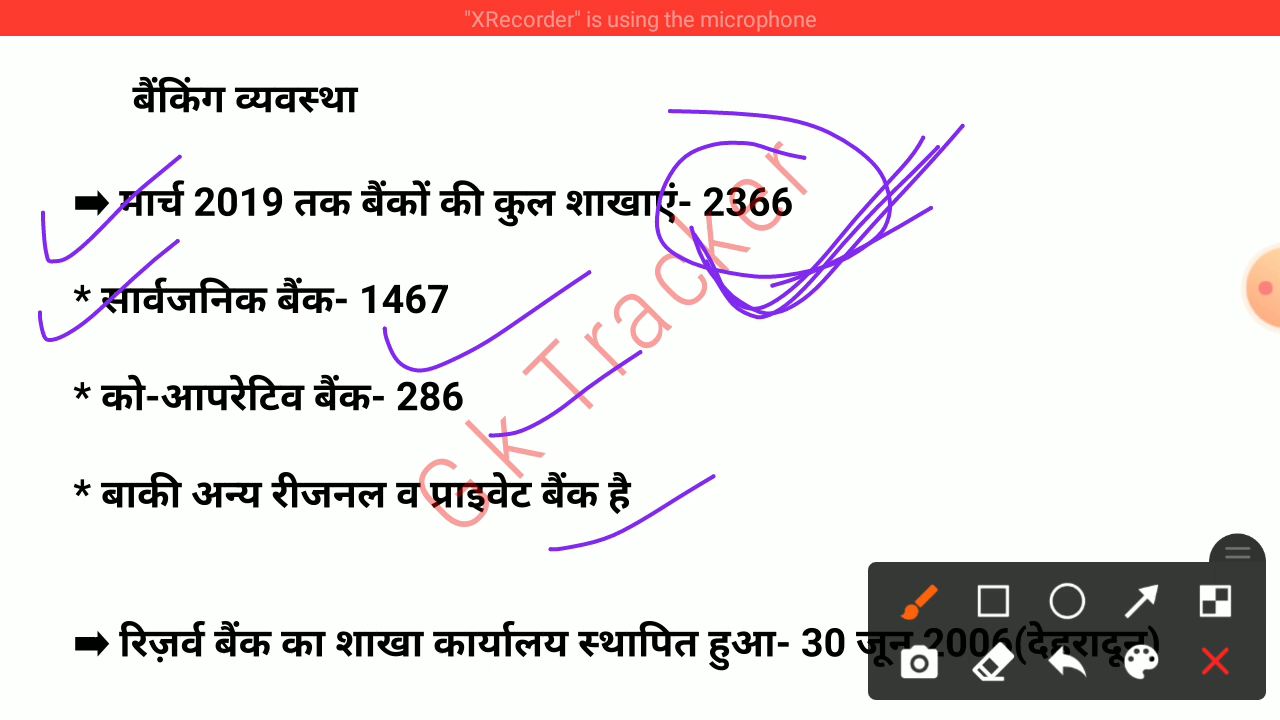 "XRecorder" is using the microphone
बैंकिंग व्यवस्था
➡ मार्च 2019 तक बैंकों की कुल शाखाएं- 2366
* सार्वजनिक बैंक- 1467
* को-आपरेटिव बैंक- 286
* बाकी अन्य रीजनल व प्राइवेट बैंक है
➡ रिज़र्व बैंक का शाखा कार्यालय स्थापित हुआ- 30 जून 2006(देहरादून)
Gk Tracker